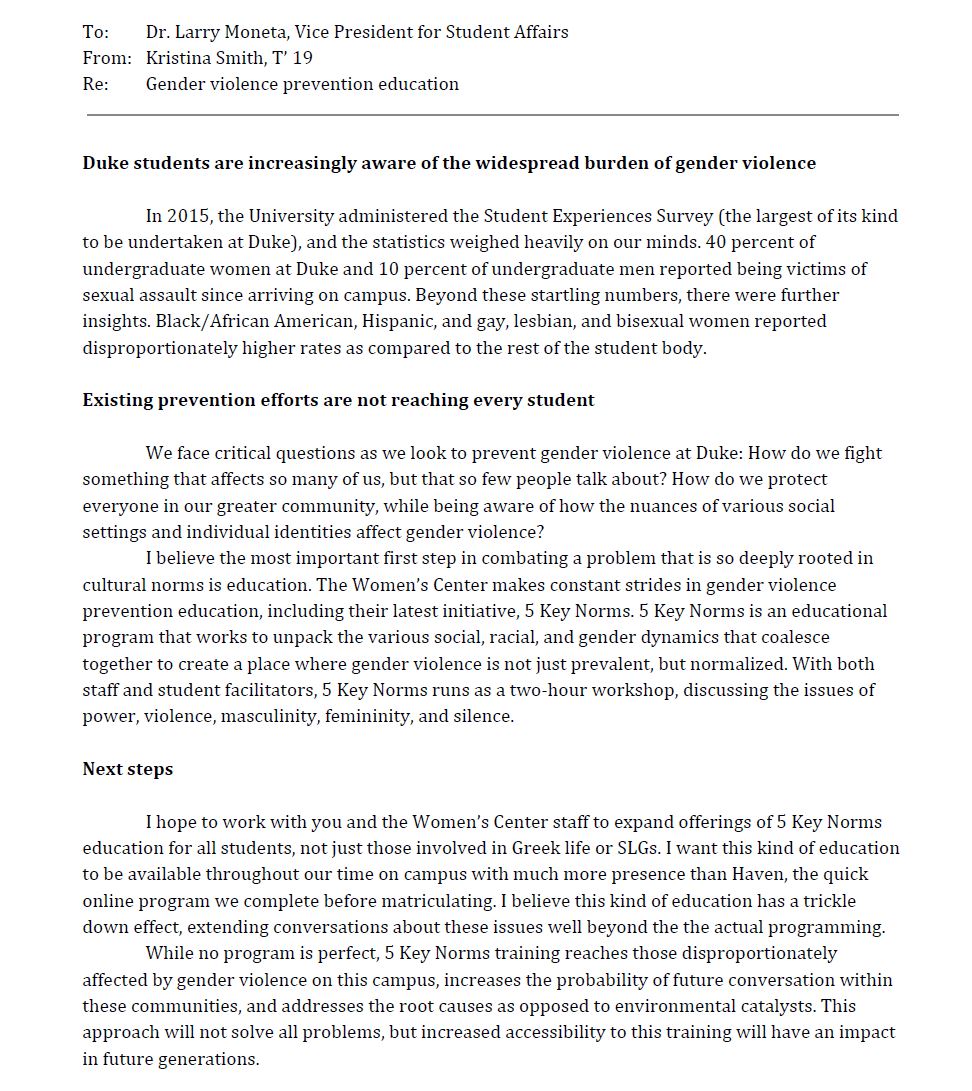 To: Dr. Larry Moneta, Vice President for Student Affairs
From: Kristina Smith, T’ 19
Re: Gender violence prevention education
Duke students are increasingly aware of the widespread burden of gender violence
In 2015, the University administered the Student Experiences Survey (the largest of its kind
to be undertaken at Duke), and the statistics weighed heavily on our minds. 40 percent of
undergraduate women at Duke and 10 percent of undergraduate men reported being victims of
sexual assault since arriving on campus. Beyond these startling numbers, there were further
insights. Black/African American, Hispanic, and gay, lesbian, and bisexual women reported
disproportionately higher rates as compared to the rest of the student body.
Existing prevention efforts are not reaching every student
We face critical questions as we look to prevent gender violence at Duke: How do we fight
something that affects so many of us, but that so few people talk about? How do we protect
everyone in our greater community, while being aware of how the nuances of various social
settings and individual identities affect gender violence?
I believe the most important first step in combating a problem that is so deeply rooted in
cultural norms is education. The Women’s Center makes constant strides in gender violence
prevention education, including their latest initiative, 5 Key Norms. 5 Key Norms is an educational
program that works to unpack the various social, racial, and gender dynamics that coalesce
together to create a place where gender violence is not just prevalent, but normalized. With both
staff and student facilitators, 5 Key Norms runs as a two-hour workshop, discussing the issues of
power, violence, masculinity, femininity, and silence.
Next steps
I hope to work with you and the Women’s Center staff to expand offerings of 5 Key Norms
education for all students, not just those involved in Greek life or SLGs. I want this kind of education
to be available throughout our time on campus with much more presence than Haven, the quick
online program we complete before matriculating. I believe this kind of education has a trickle
down effect, extending conversations about these issues well beyond the the actual programming.
While no program is perfect, 5 Key Norms training reaches those disproportionately
affected by gender violence on this campus, increases the probability of future conversation within
these communities, and addresses the root causes as opposed to environmental catalysts. This
approach will not solve all problems, but increased accessibility to this training will have an impact
in future generations.